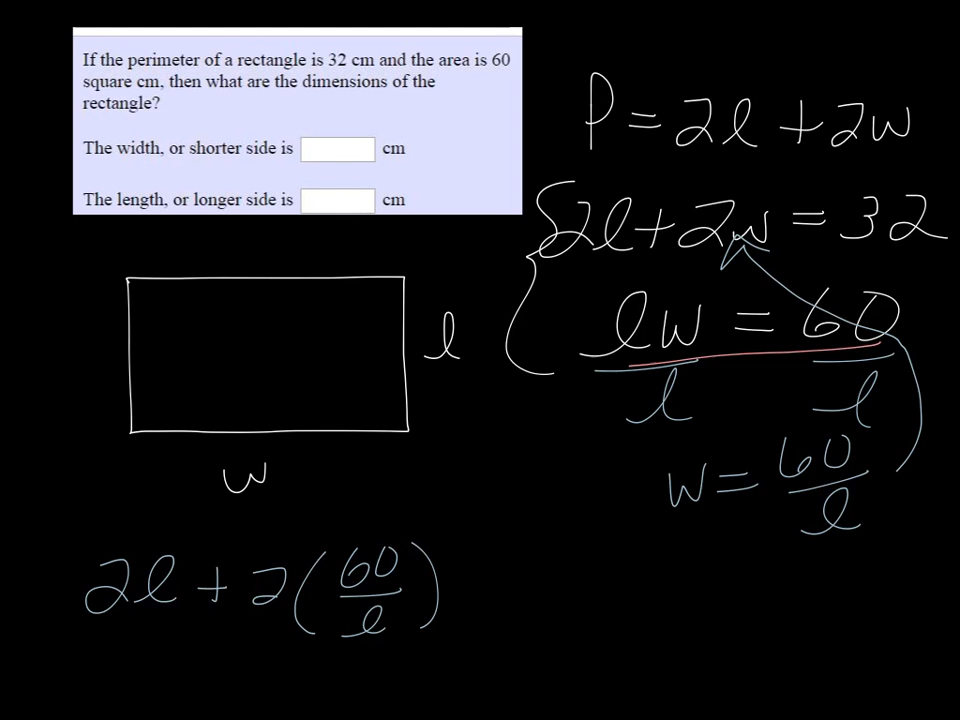 If the perimeter of a rectangle is 32 cm and the area is 60
square cm, then what are the dimensions of the
rectangle?
The width, or shorter side is cm
The length, or longer side is cm
P = 2l + 2w
2l + 2w = 32
lw = 60
l l
w = 60/l
l
w
2l + 2(60/l)